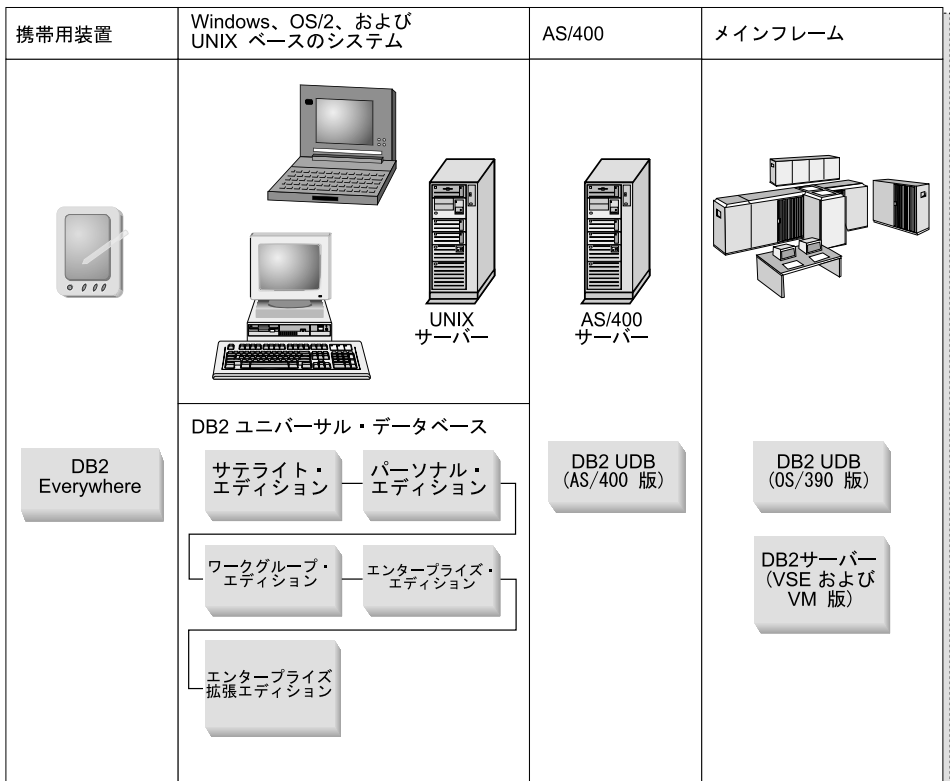 携帯用装置
Windows、OS/2、および
UNIX ベースのシステム
AS/400
メインフレーム
UNIX
サーバー
AS/400
サーバー
DB2 ユニバーサル・データベース
DB2
Everywhere
サテライト・
エディション
パーソナル・
エディション
ワークグループ・
エディション
エンタープライズ・
エディション
エンタープライズ
拡張エディション
DB2 UDB
(AS/400 版)
DB2 UDB
(OS/390 版)
DB2サーバー
(VSE および
VM 版)